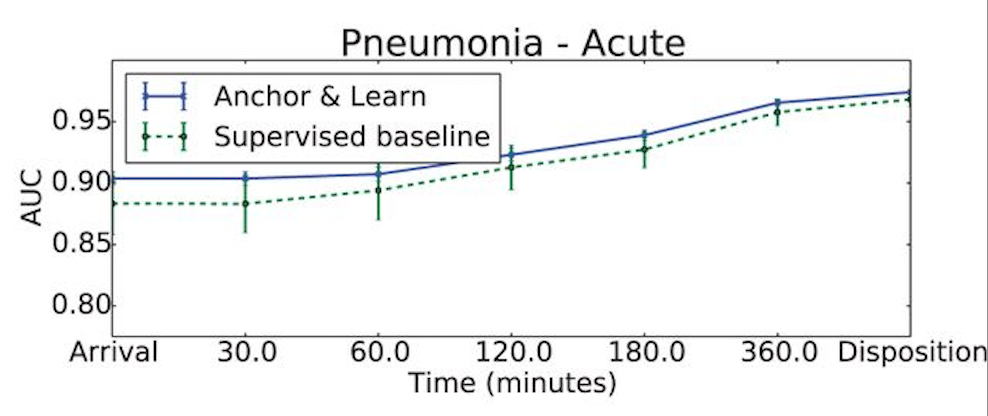 Pneumonia - Acute
Anchor & Learn
Supervised baseline
0.95
0.90
0.85
0.80
AUC
Arrival 30.0 60.0 120.0 180.0 360.0 Disposition
Time (minutes)